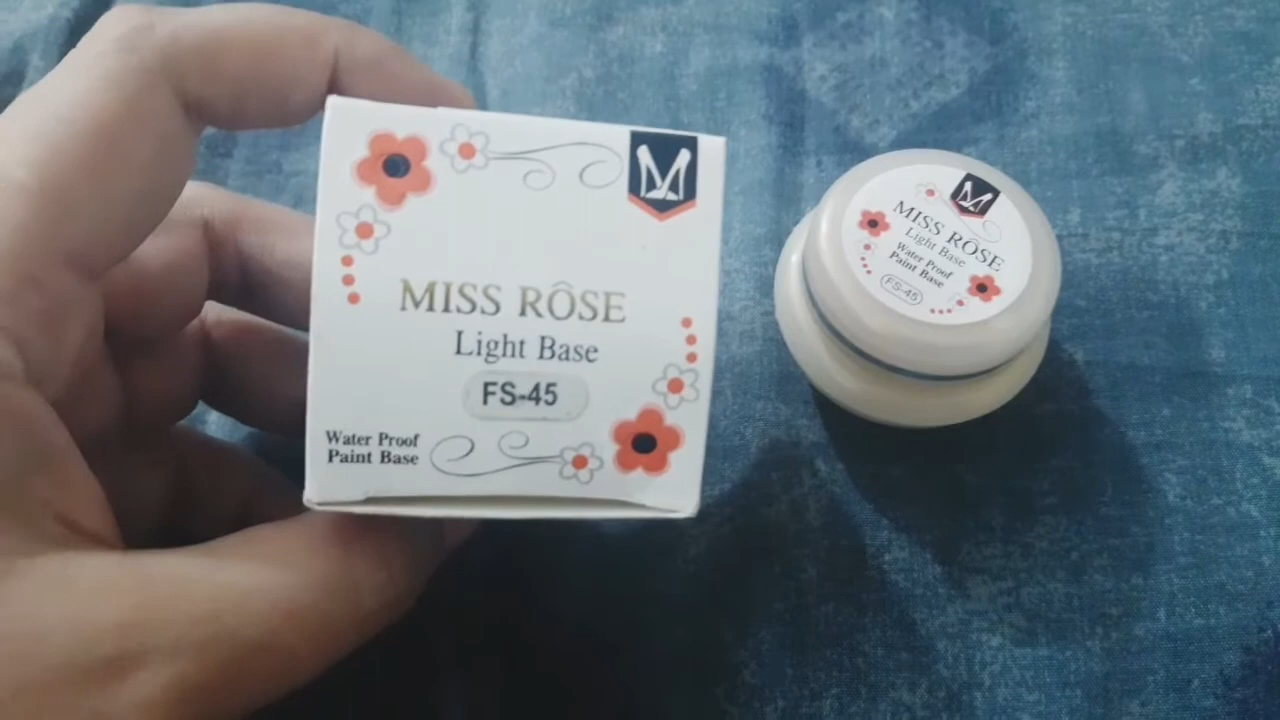 MISS RÔSE
Light Base
FS-45
Water Proof
Paint Base
MISS RÔSE
Light Base
Water Proof
Paint Base
FS-45